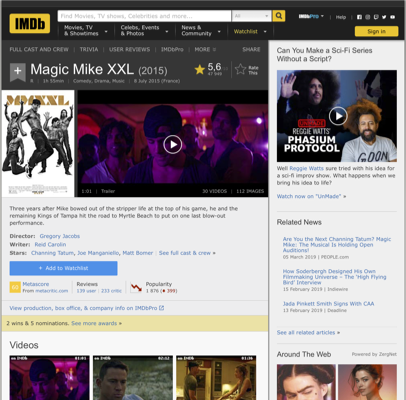 IMDb
Find Movies, TV shows, Celebrities and more...
All
IMDbPro
Help
Movies, TV
& Showtimes
Celebs, Events
& Photos
News &
Community
Watchlist
Sign in
FULL CAST AND CREW | TRIVIA | USER REVIEWS | IMDbPro | MORE
SHARE
Magic Mike XXL (2015)
5,6
Rate
This
1h 55min | Comedy, Drama, Music | 8 July 2015 (France)
MMXXL
1:01 | Trailer
30 VIDEOS | 112 IMAGES
Three years after Mike bowed out of the stripper life at the top of his game, he and the
remaining Kings of Tampa hit the road to Myrtle Beach to put on one last blow-out
performance.
Director: Gregory Jacobs
Writer: Reid Carolin
Stars: Channing Tatum, Joe Manganiello, Matt Bomer | See full cast & crew »
+ Add to Watchlist
60
Metascore
From metacritic.com
Reviews
139 user | 233 critic
Popularity
1 876 (399)
View production, box office, & company info on IMDbPro
2 wins & 5 nominations. See more awards »
Videos
Can You Make a Sci-Fi Series
Without a Script?
REGGIE WATTS'
PHASIUM
PROTOCOL
Well Reggie Watts sure tried with his idea for
a sci-fi improv show. What happens when we
bring his idea to life?
Watch now on "UnMade" »
Related News
Are You the Next Channing Tatum? Magic
Mike: The Musical Is Holding Open
Auditions!
05 March 2019 | PEOPLE.com
How Soderbergh Designed His Own
Filmmaking Universe – 'The High Flying
Bird' Interview
15 February 2019 | Indiewire
Jada Pinkett Smith Signs With CAA
13 February 2019 | Deadline
See all related articles »
Around The Web
Powered by ZergNet